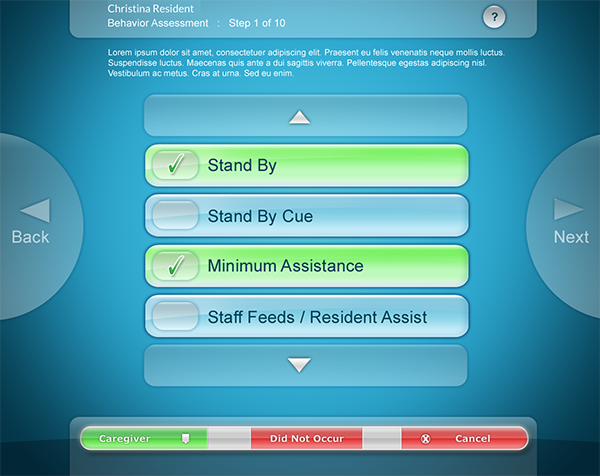 Christina Resident
Behavior Assessment : Step 1 of 10
?
Lorem ipsum dolor sit amet, consectetuer adipiscing elit. Praesent eu felis venenatis neque mollis luctus.
Suspendisse luctus. Maecenas quis ante a dui sagittis viverra. Pellentesque egestas adipiscing nisl.
Vestibulum ac metus. Cras at urna. Sed eu enim.
Stand By
Stand By Cue
Minimum Assistance
Staff Feeds / Resident Assist
Back
Next
Caregiver
Did Not Occur
Cancel